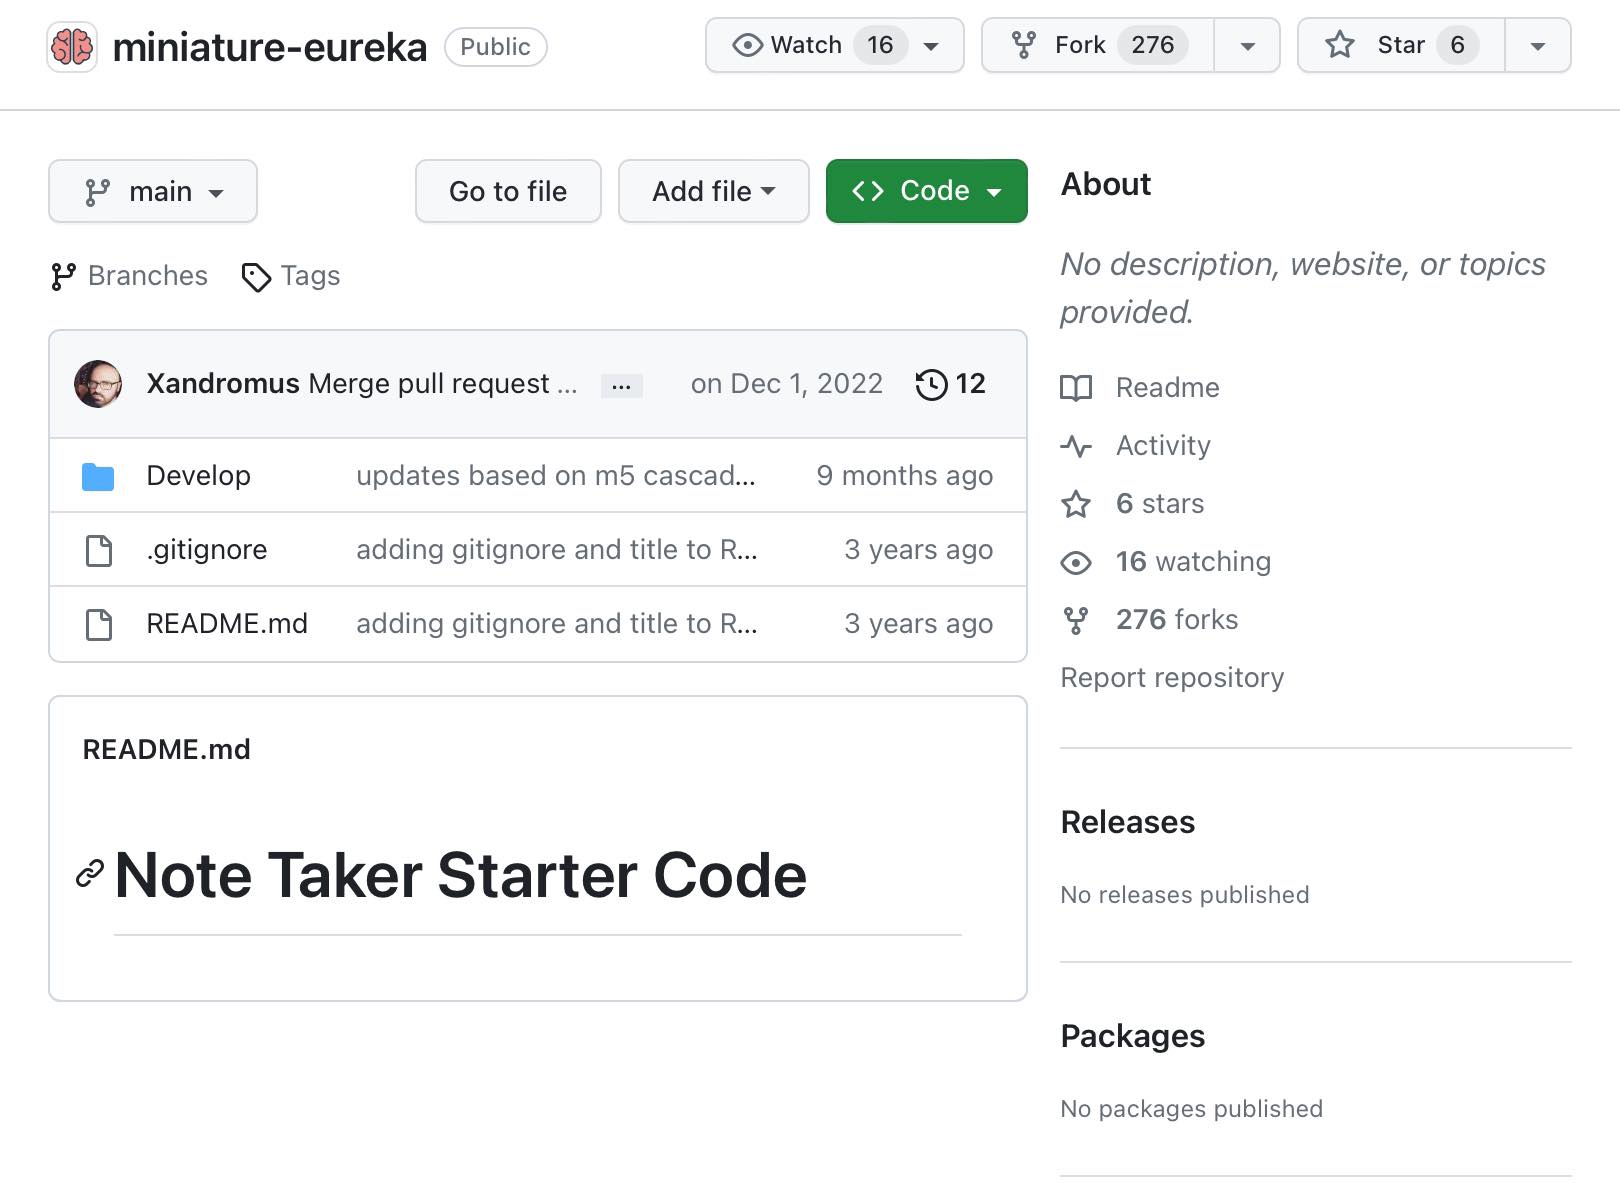 miniature-eureka Public Watch 16 Fork 276 Star 6
main Go to file Add file Code
Branches Tags
Xandromus Merge pull request ... ... on Dec 1, 2022 12
Develop updates based on m5 cascad... 9 months ago
.gitignore adding gitignore and title to R... 3 years ago
README.md adding gitignore and title to R... 3 years ago
README.md
Note Taker Starter Code
About
No description, website, or topics
provided.
Readme
Activity
6 stars
16 watching
276 forks
Report repository
Releases
No releases published
Packages
No packages published